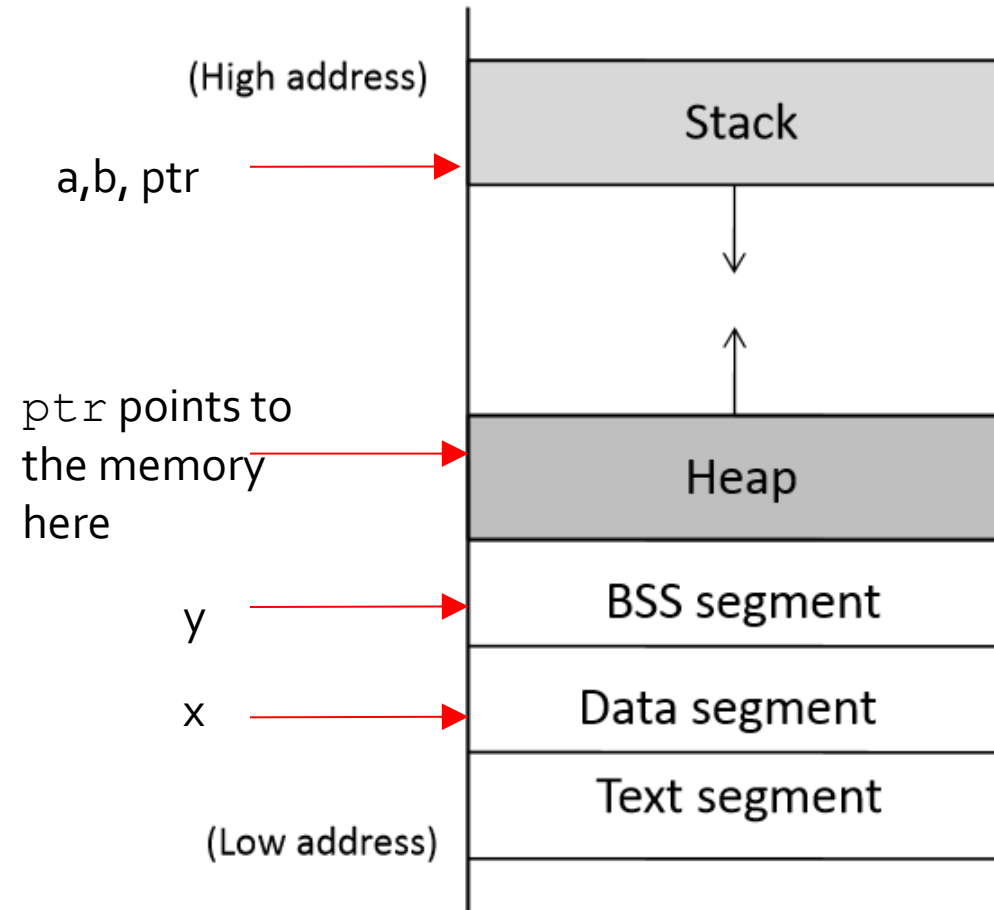 (High address)
Stack
a,b, ptr
ptr points to
the memory
here
Heap
y
BSS segment
x
Data segment
Text segment
(Low address)